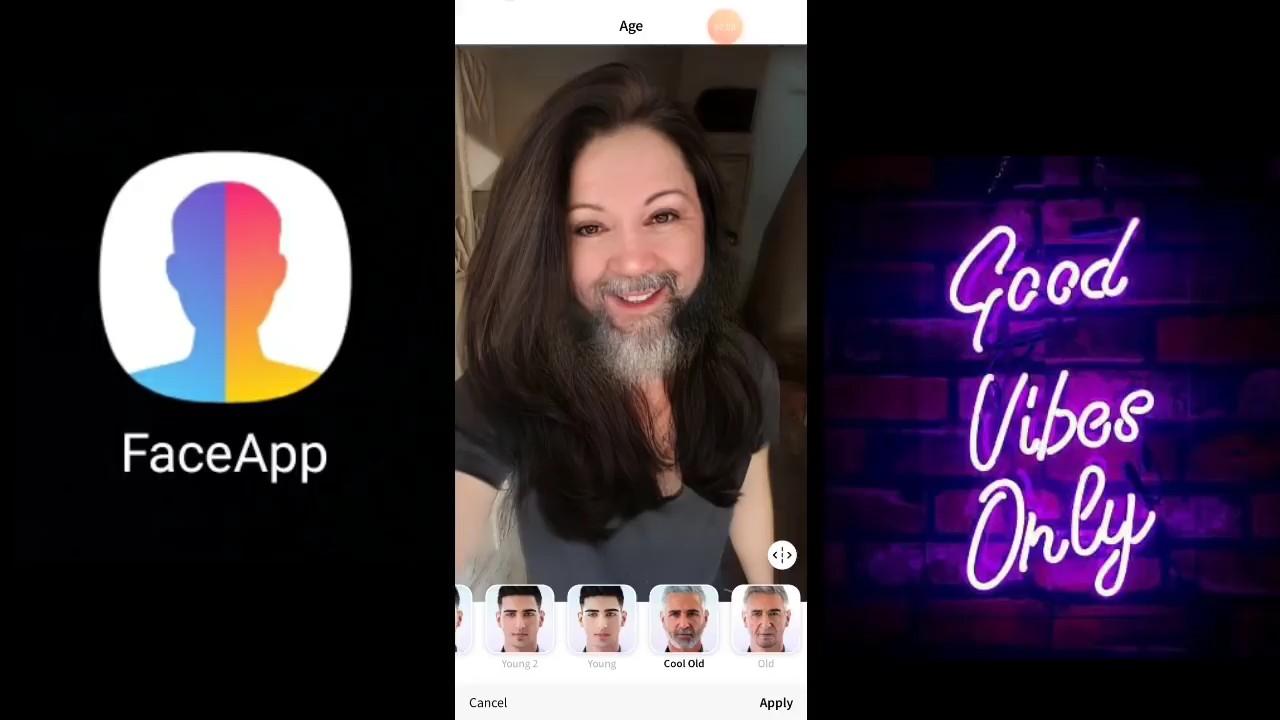 FaceApp
Age
Young 2
Young
Cool Old
Old
Cancel
Apply
Good
Vibes
Only